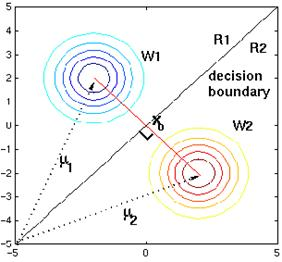 5
4
3
2
1
0
-1
-2
-3
-4
-5
-5
0
5
W1
R1
R2
decision
boundary
x₀
W2
μ₁
μ₂